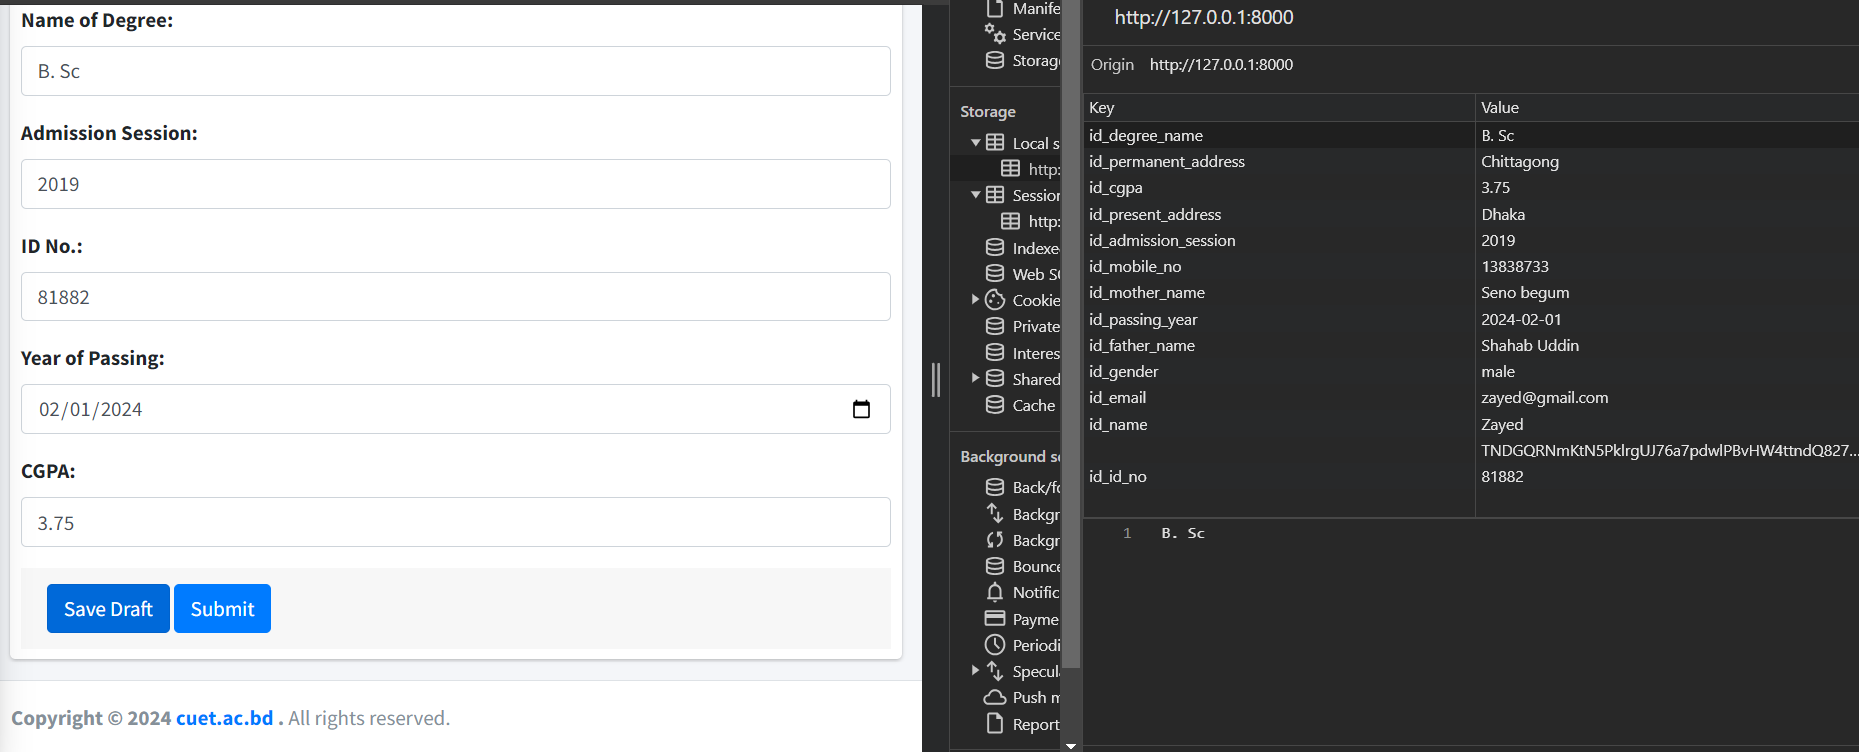 Name of Degree:
B. Sc
Admission Session:
2019
ID No.:
81882
Year of Passing:
02/01/2024
CGPA:
3.75
Save Draft Submit
Copyright © 2024 cuet.ac.bd . All rights reserved.
Manife
Service
Storag
Storage
Local s
http:
Session
http:
Indexe
Web S
Cookie
Private
Interes
Shared
Cache
Background se
Back/fo
Backgr
Backgr
Bounce
Notific
Payme
Periodi
Specul
Push m
Report
http://127.0.0.1:8000
Origin http://127.0.0.1:8000
Key Value
id_degree_name B. Sc
id_permanent_address Chittagong
id_cgpa 3.75
id_present_address Dhaka
id_admission_session 2019
id_mobile_no 13838733
id_mother_name Seno begum
id_passing_year 2024-02-01
id_father_name Shahab Uddin
id_gender male
id_email zayed@gmail.com
id_name Zayed
id_id_no 81882
1 B. Sc